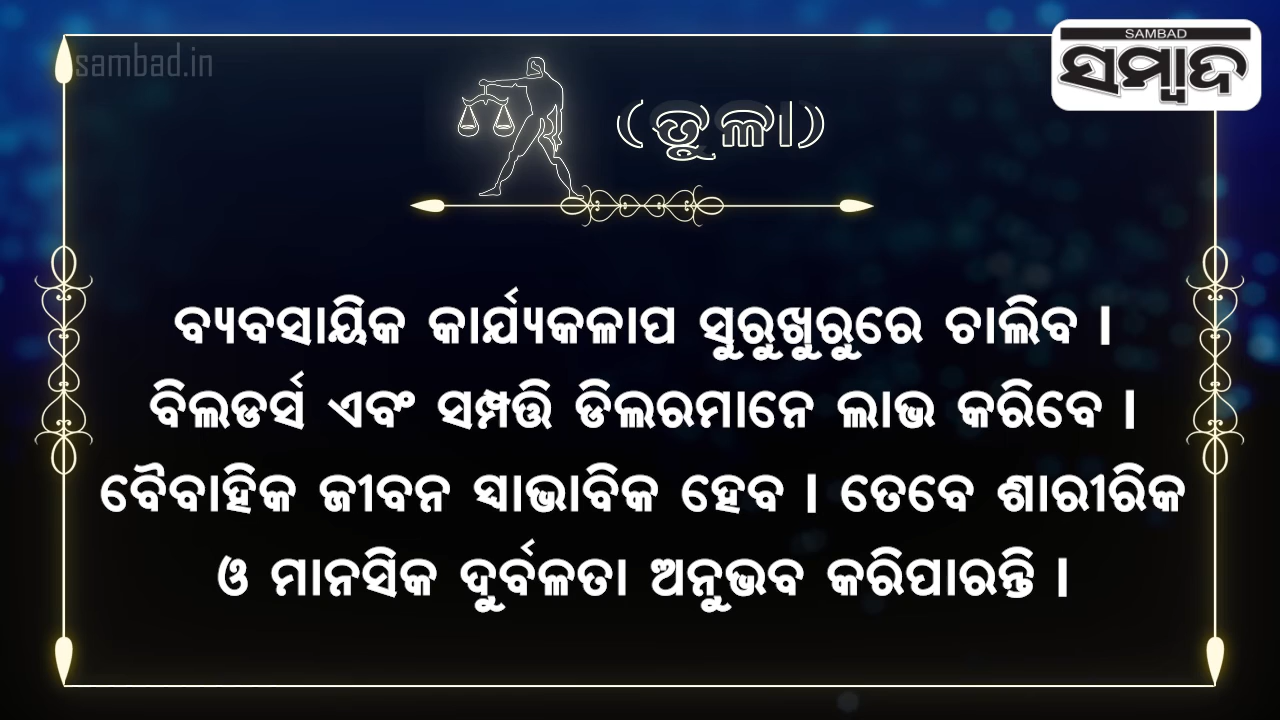 sambad.in
SAMBAD
ସମ୍ବାଦ
(ତୁଳା)
ବ୍ୟବସାୟିକ କାର୍ଯ୍ୟକଳାପ ସୁରୁଖୁରୁରେ ଚାଲିବ ।
ବିଲଡର୍ସ ଏବଂ ସମ୍ପତ୍ତି ଡିଲରମାନେ ଲାଭ କରିବେ ।
ବୈବାହିକ ଜୀବନ ସ୍ୱାଭାବିକ ହେବ । ତେବେ ଶାରୀରିକ
ଓ ମାନସିକ ଦୁର୍ବଳତା ଅନୁଭବ କରିପାରନ୍ତି ।